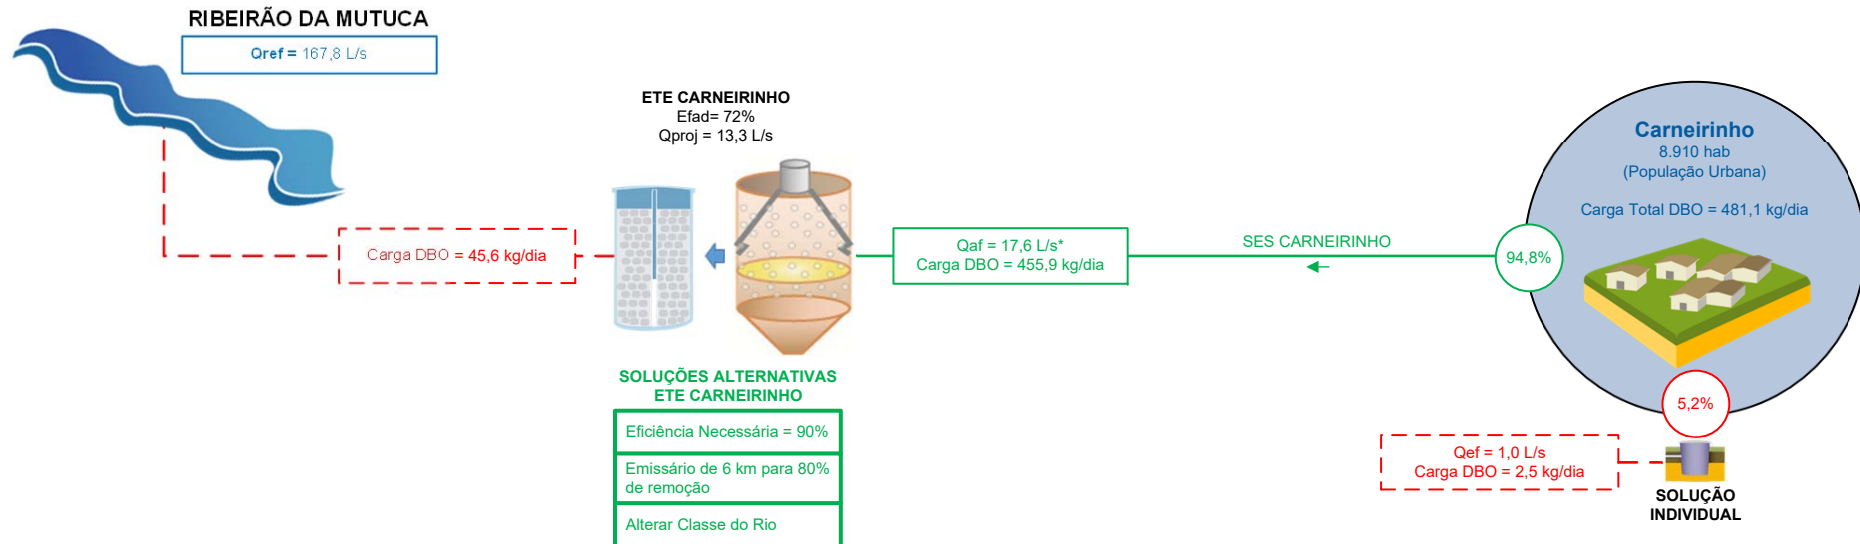 RIBEIRÃO DA MUTUCA
Qref = 167,8 L/s
ETE CARNEIRINHO
Efad= 72%
Qproj = 13,3 L/s
Carga DBO = 45,6 kg/dia
Qaf = 17,6 L/s*
Carga DBO = 455,9 kg/dia
SES CARNEIRINHO
94,8%
Carneirinho
8.910 hab
(População Urbana)
Carga Total DBO = 481,1 kg/dia
5,2%
Qef = 1,0 L/s
Carga DBO = 2,5 kg/dia
SOLUÇÃO
INDIVIDUAL
SOLUÇÕES ALTERNATIVAS
ETE CARNEIRINHO
Eficiência Necessária = 90%
Emissário de 6 km para 80%
de remoção
Alterar Classe do Rio